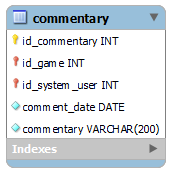 commentary
id_commentary INT
id_game INT
id_system_user INT
comment_date DATE
commentary VARCHAR(200)
Indexes